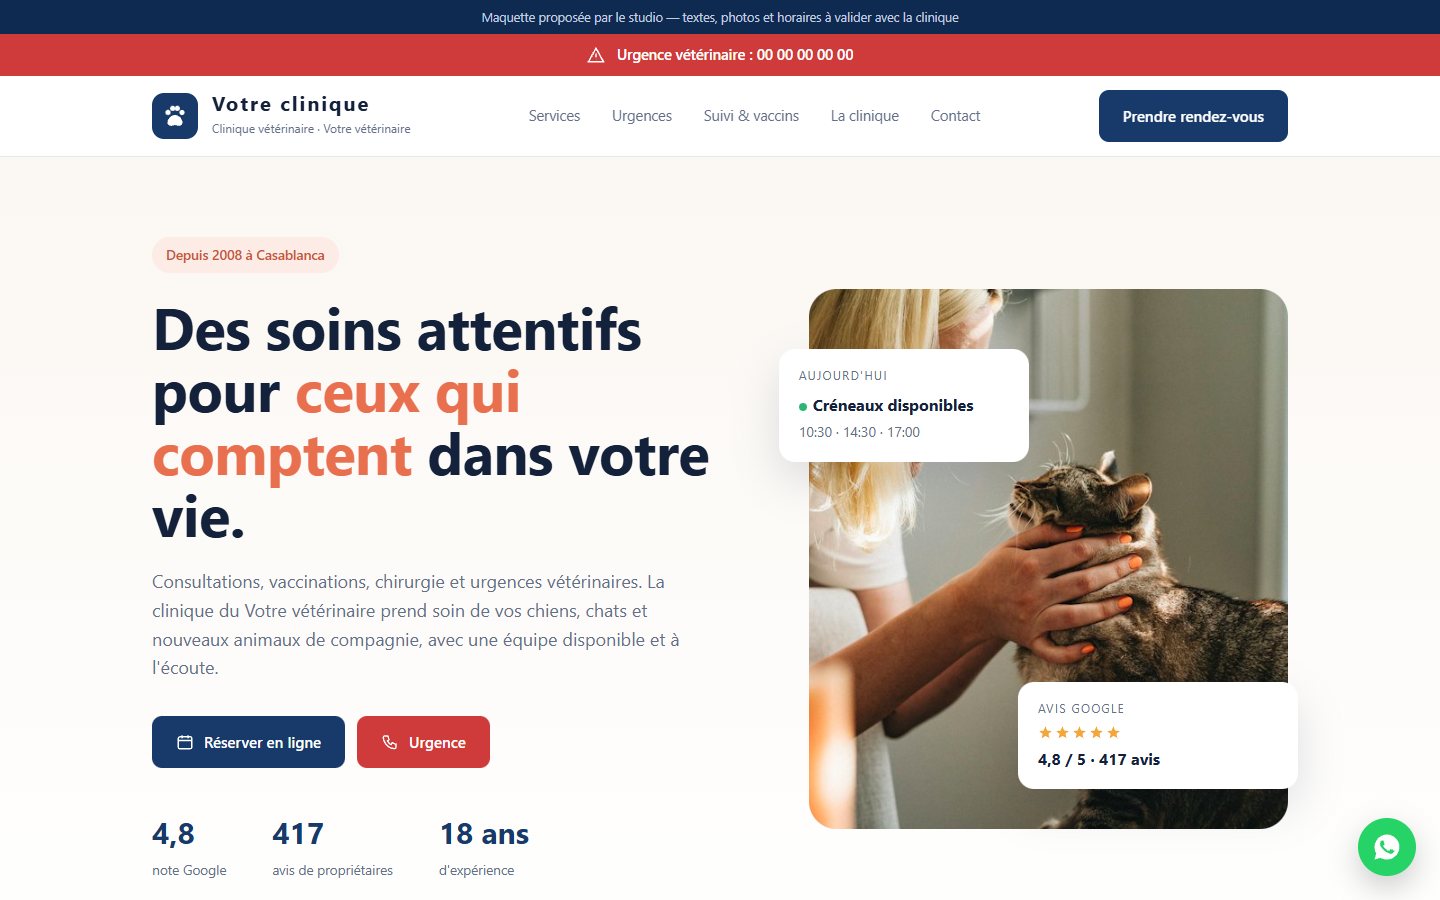 Maquette proposée par le studio — textes, photos et horaires à valider avec la clinique
Urgence vétérinaire : 00 00 00 00 00
Votre clinique
Clinique vétérinaire · Votre vétérinaire
Services
Urgences
Suivi & vaccins
La clinique
Contact
Prendre rendez-vous
Depuis 2008 à Casablanca
Des soins attentifs
pour ceux qui
comptent dans votre
vie.
Consultations, vaccinations, chirurgie et urgences vétérinaires. La
clinique du Votre vétérinaire prend soin de vos chiens, chats et
nouveaux animaux de compagnie, avec une équipe disponible et à
l'écoute.
Réserver en ligne
Urgence
4,8
note Google
417
avis de propriétaires
18 ans
d'expérience
AUJOURD'HUI
Créneaux disponibles
10:30 · 14:30 · 17:00
AVIS GOOGLE
★★★★★
4,8 / 5 · 417 avis